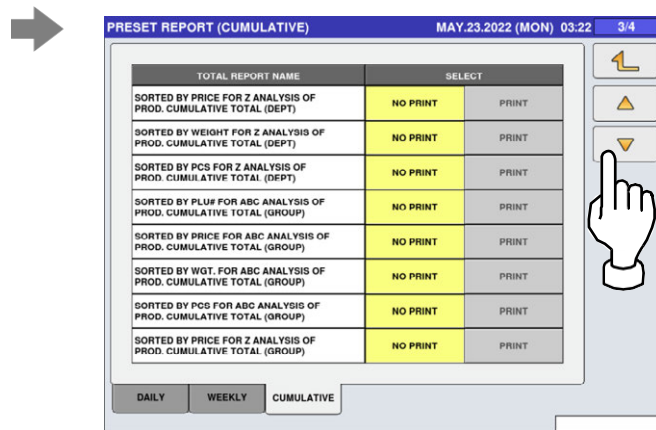 PRESET REPORT (CUMULATIVE) MAY.23.2022 (MON) 03:22 3/4
TOTAL REPORT NAME SELECT
SORTED BY PRICE FOR Z ANALYSIS OF
PROD. CUMULATIVE TOTAL (DEPT)
NO PRINT PRINT
SORTED BY WEIGHT FOR Z ANALYSIS OF
PROD. CUMULATIVE TOTAL (DEPT)
NO PRINT PRINT
SORTED BY PCS FOR Z ANALYSIS OF
PROD. CUMULATIVE TOTAL (DEPT)
NO PRINT PRINT
SORTED BY PLU# FOR ABC ANALYSIS OF
PROD. CUMULATIVE TOTAL (GROUP)
NO PRINT PRINT
SORTED BY PRICE FOR ABC ANALYSIS OF
PROD. CUMULATIVE TOTAL (GROUP)
NO PRINT PRINT
SORTED BY WGT. FOR ABC ANALYSIS OF
PROD. CUMULATIVE TOTAL (GROUP)
NO PRINT PRINT
SORTED BY PCS FOR ABC ANALYSIS OF
PROD. CUMULATIVE TOTAL (GROUP)
NO PRINT PRINT
SORTED BY PRICE FOR Z ANALYSIS OF
PROD. CUMULATIVE TOTAL (GROUP)
NO PRINT PRINT
DAILY WEEKLY CUMULATIVE